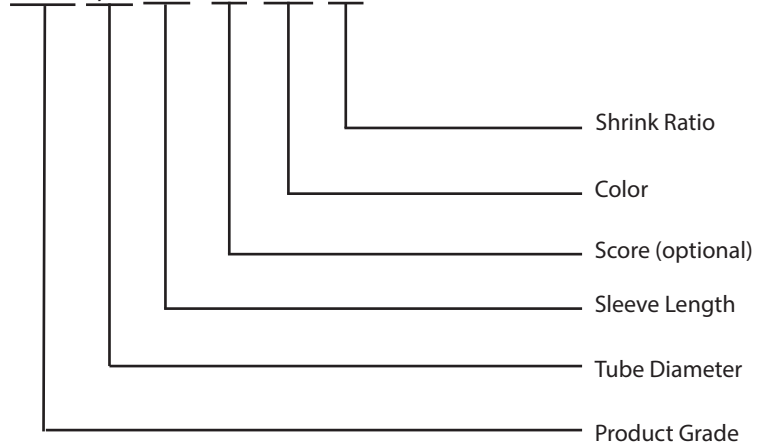 Shrink Ratio
Color
Score (optional)
Sleeve Length
Tube Diameter
Product Grade